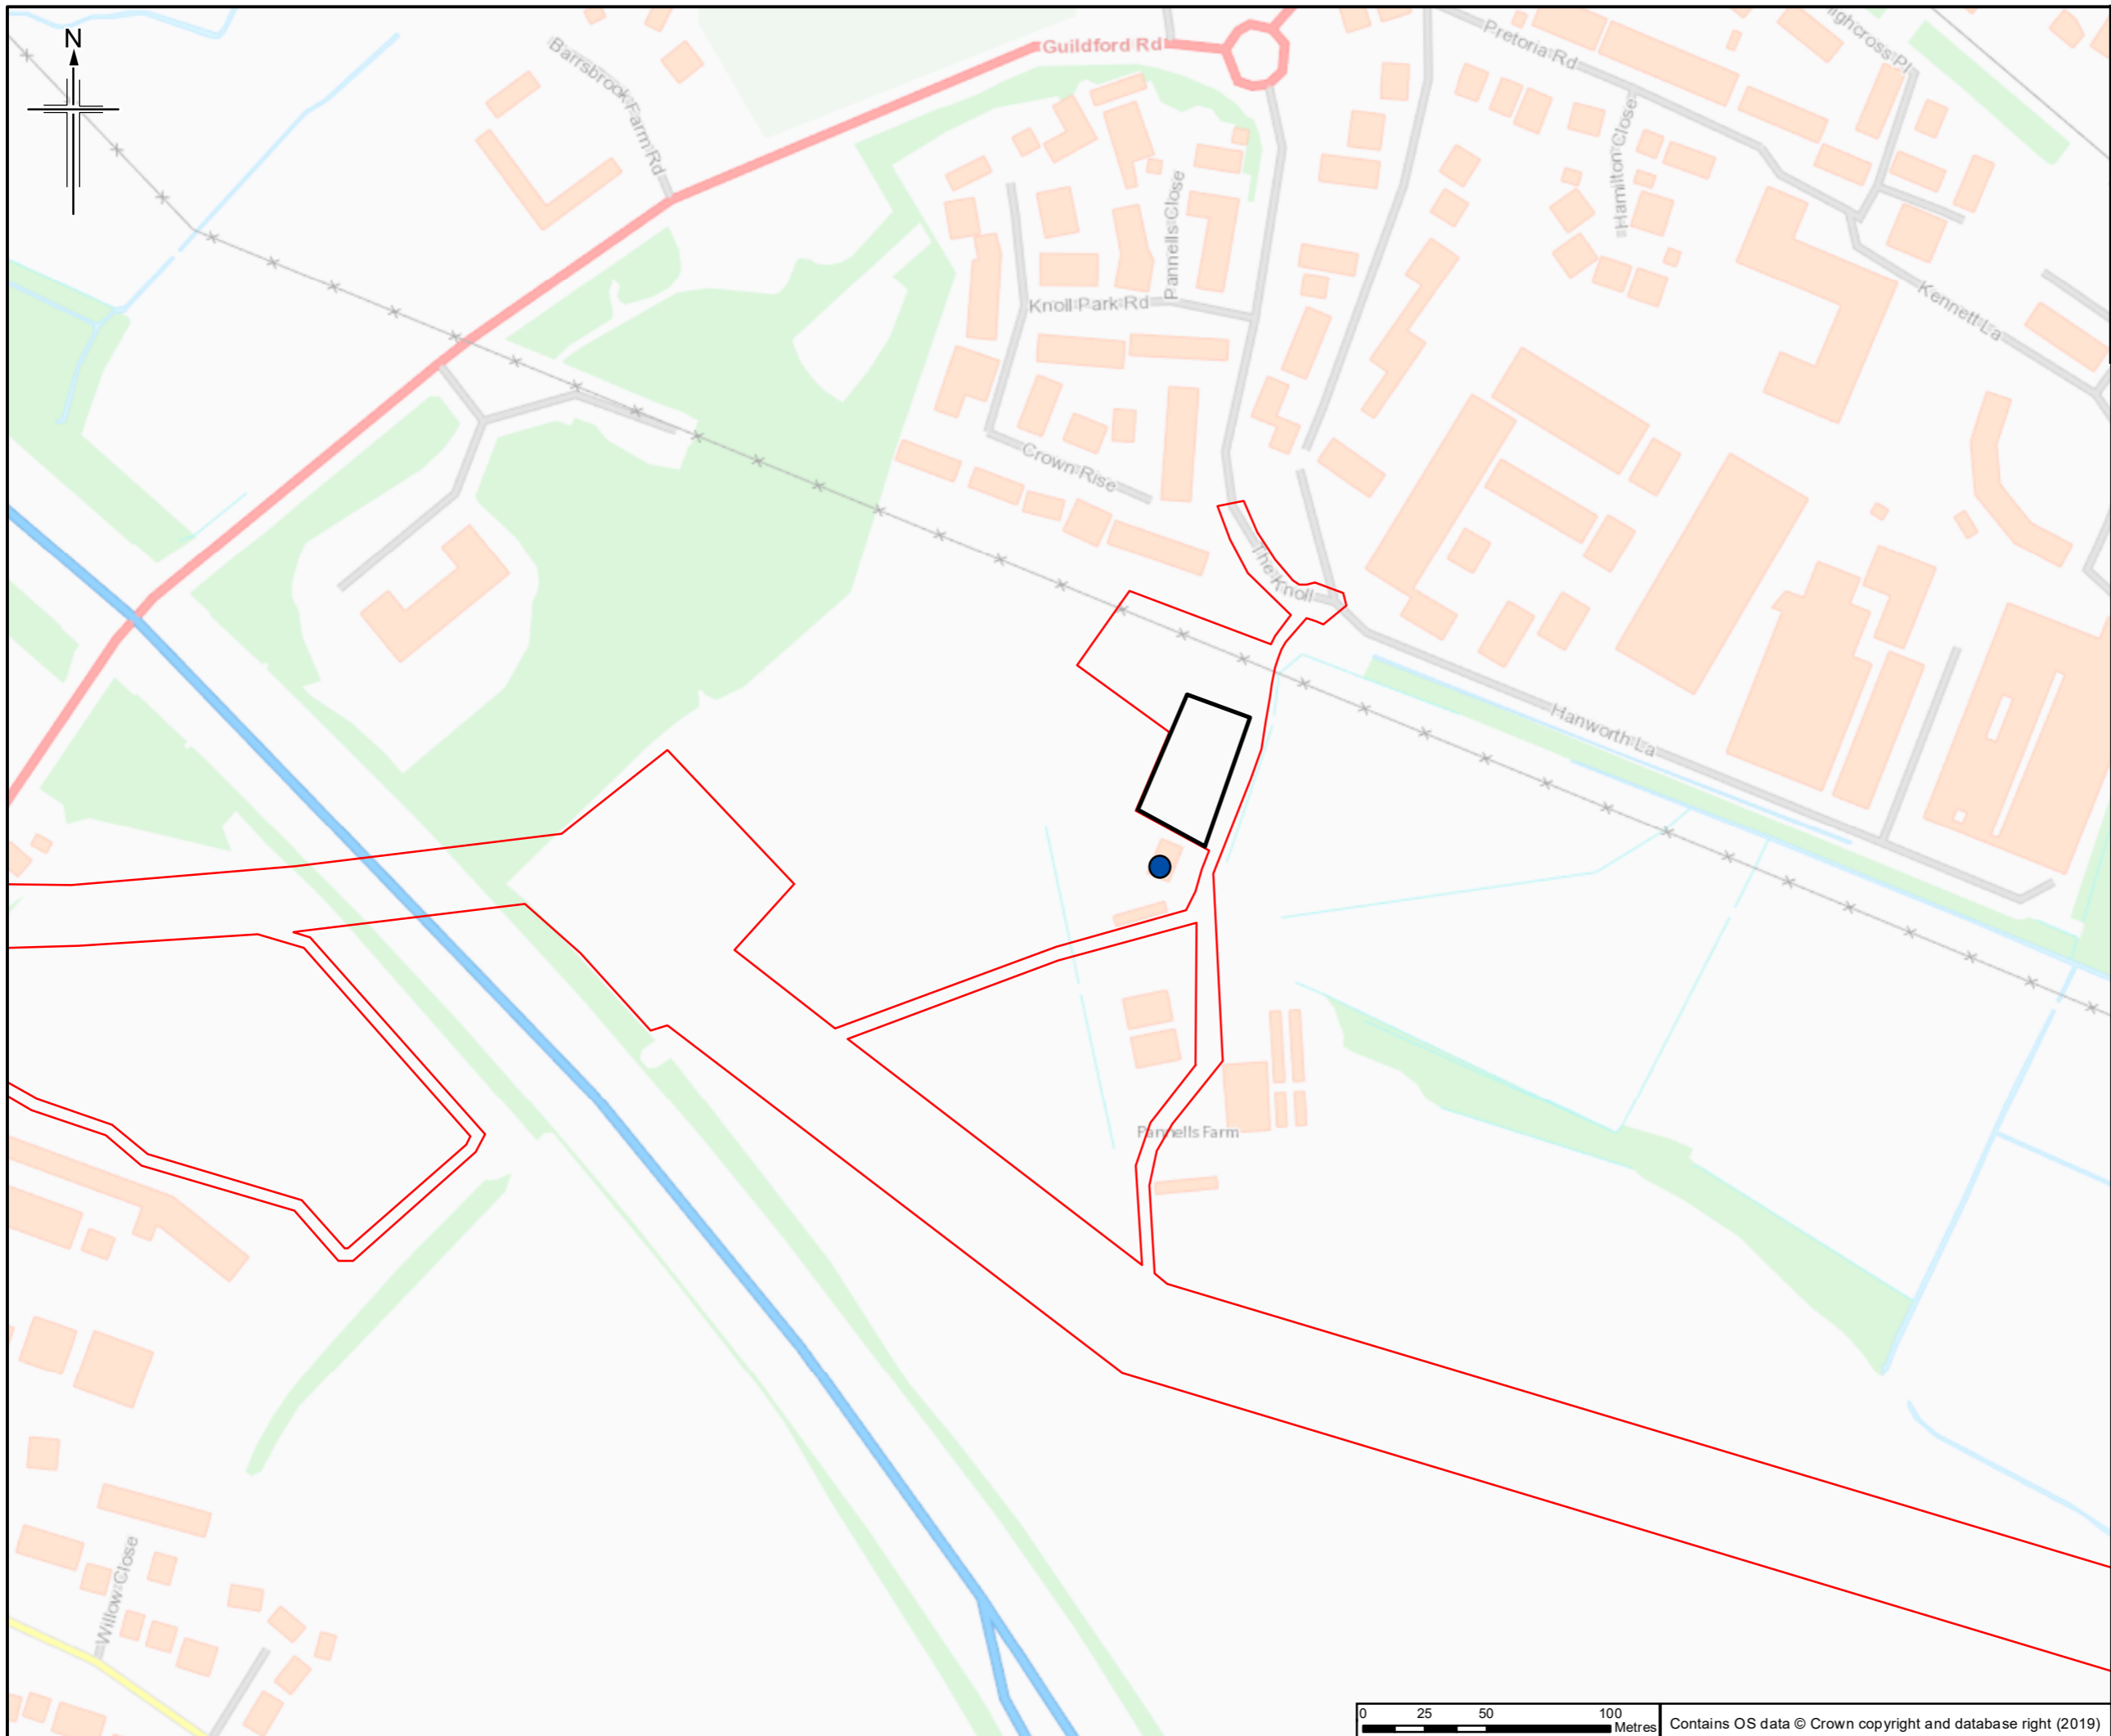 N
Barrsbrook Farm Rd
Guildford Rd
Pretoria Rd
ighcross Pl
Hamilton Close
Pannells Close
Knoll Park Rd
Kennett La
Crown Rise
The Knoll
Hanworth La
Pannells Farm
Willow Close
0 25 50 100
Metres
Contains OS data © Crown copyright and database right (2019)